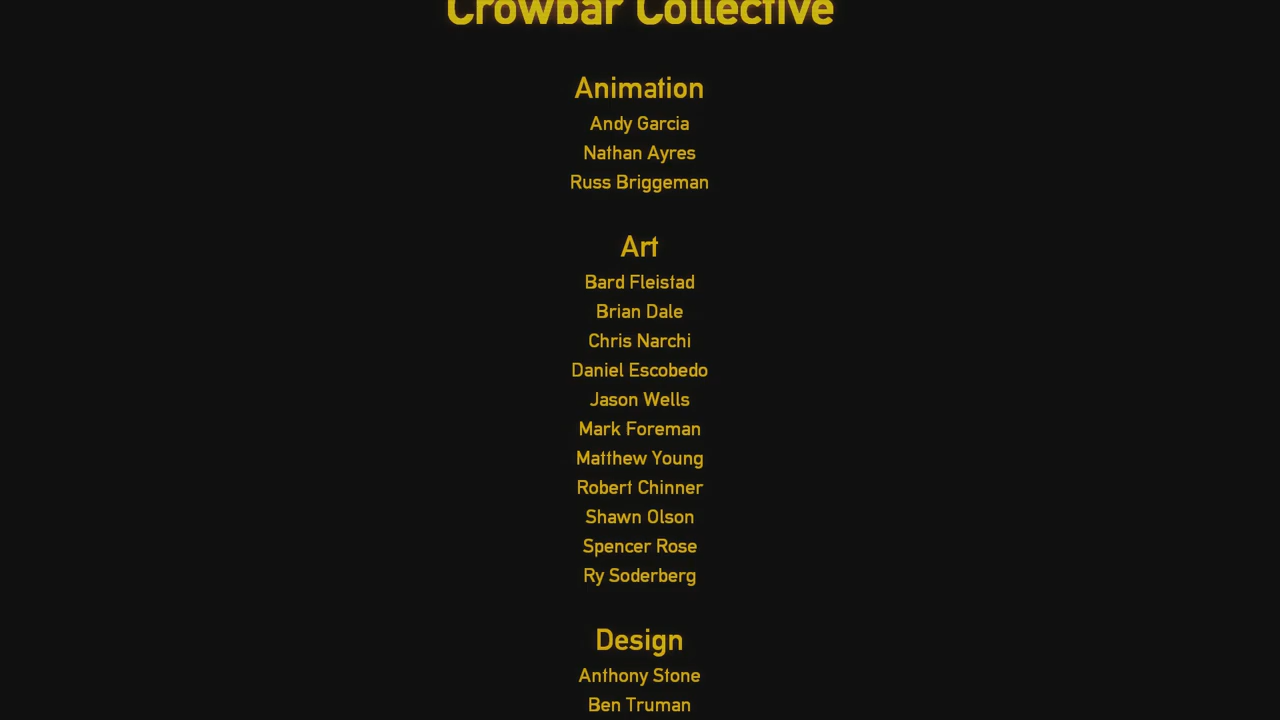 Crowbar Collective
Animation
Andy Garcia
Nathan Ayres
Russ Briggeman
Art
Bard Fleistad
Brian Dale
Chris Narchi
Daniel Escobedo
Jason Wells
Mark Foreman
Matthew Young
Robert Chinner
Shawn Olson
Spencer Rose
Ry Soderberg
Design
Anthony Stone
Ben Truman